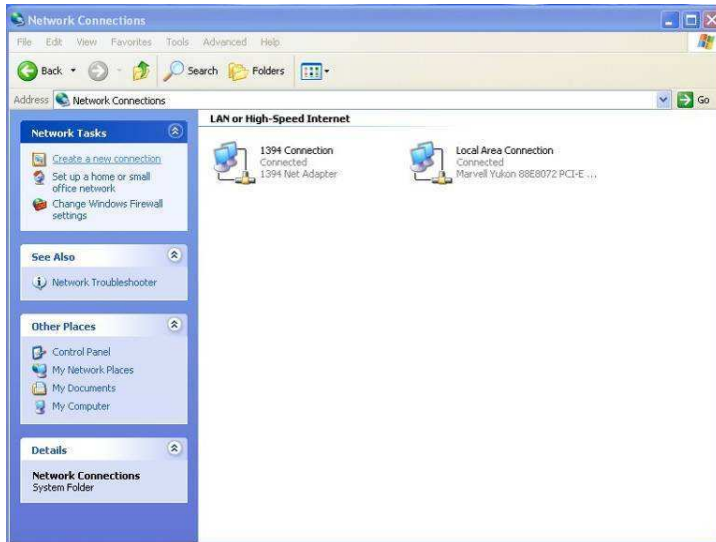 Network Connections
File Edit View Favorites Tools Advanced Help
Back Search Folders
Address Network Connections Go
Network Tasks
Create a new connection
Set up a home or small
office network
Change Windows Firewall
settings
See Also
Network Troubleshooter
Other Places
Control Panel
My Network Places
My Documents
My Computer
Details
Network Connections
System Folder
LAN or High-Speed Internet
1394 Connection
Connected
1394 Net Adapter
Local Area Connection
Connected
Marvell Yukon 88E8072 PCI-E ...